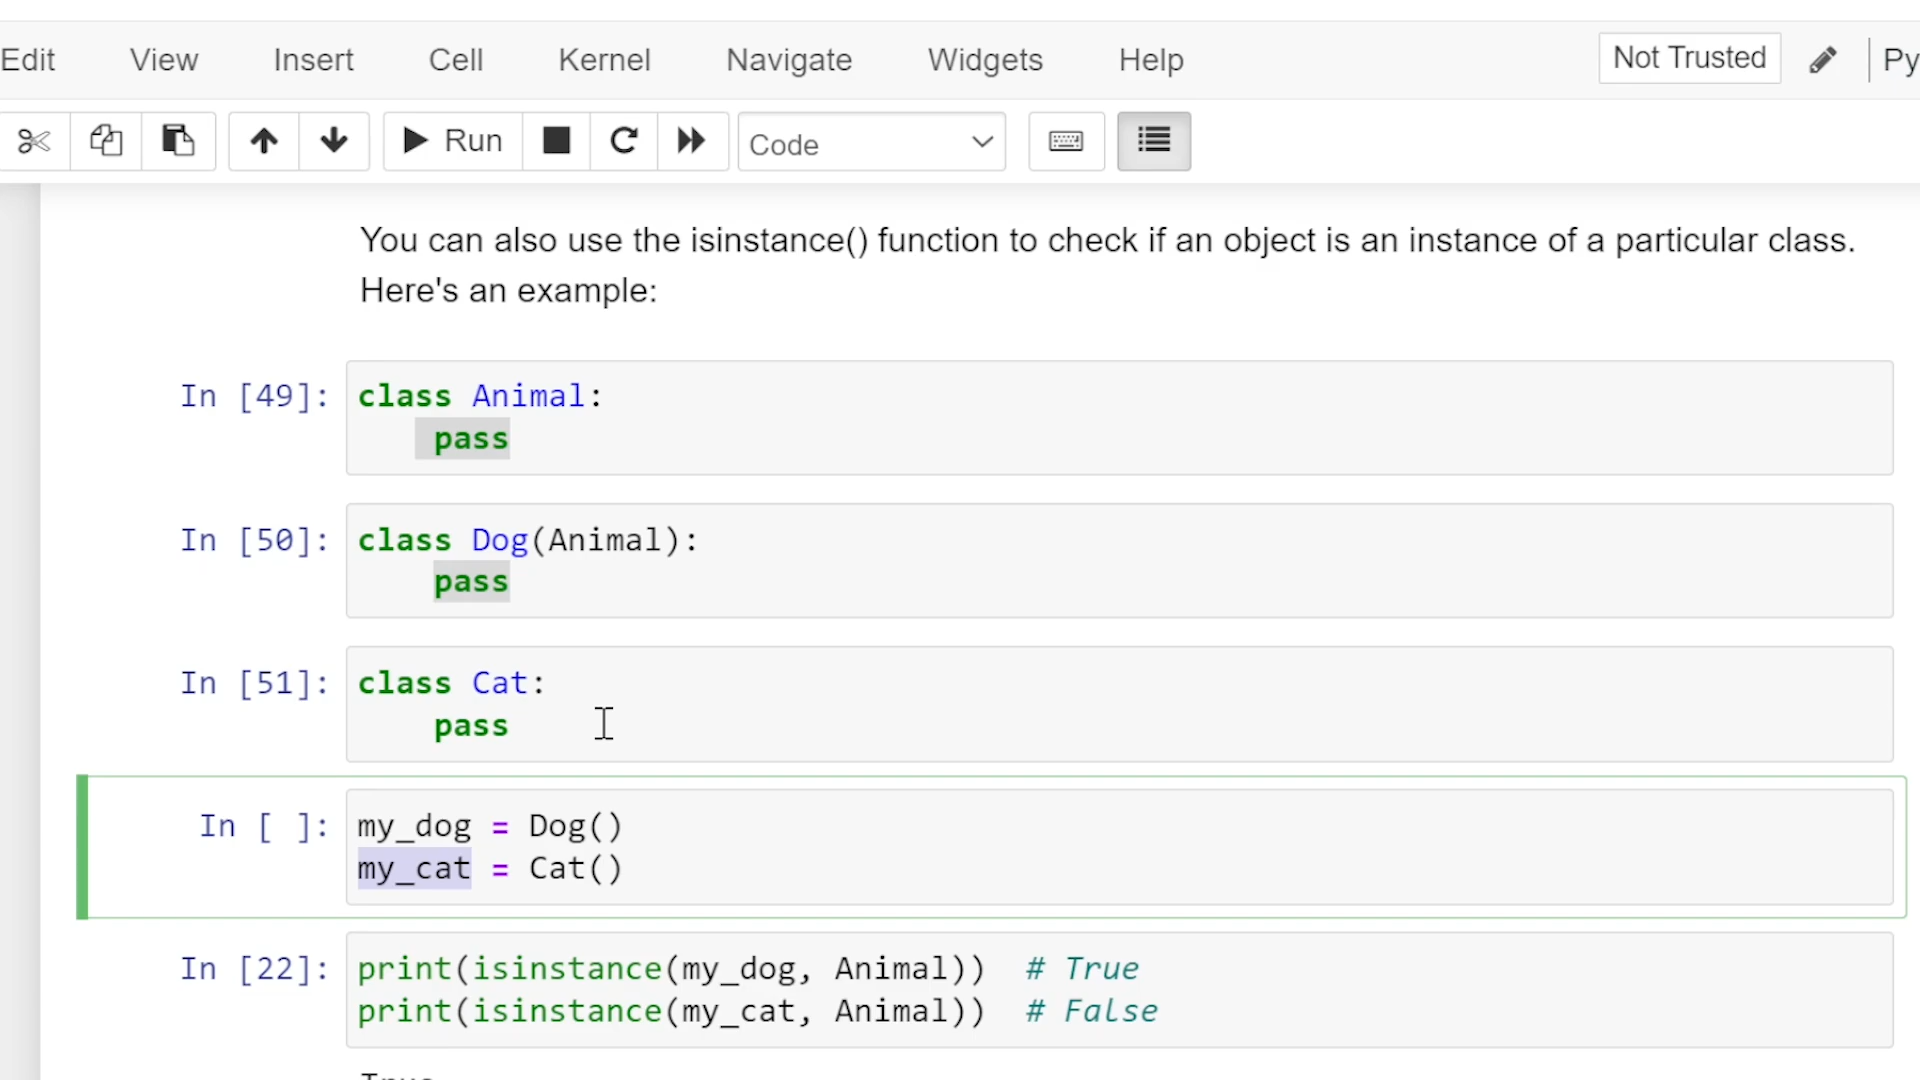 Edit View Insert Cell Kernel Navigate Widgets Help Not Trusted Py
Run Code
You can also use the isinstance() function to check if an object is an instance of a particular class.
Here's an example:
In [49]: class Animal:
pass
In [50]: class Dog(Animal):
pass
In [51]: class Cat:
pass
In [ ]: my_dog = Dog()
my_cat = Cat()
In [22]: print(isinstance(my_dog, Animal)) # True
print(isinstance(my_cat, Animal)) # False